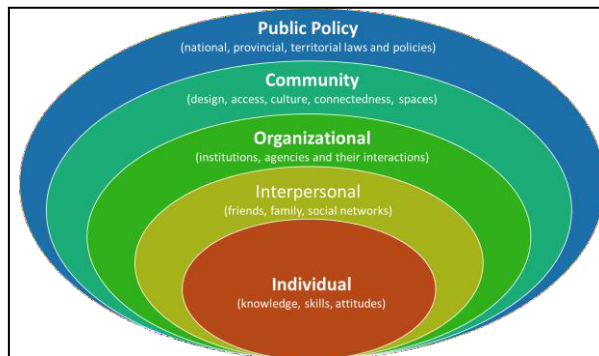 Public Policy
(national, provincial, territorial laws and policies)
Community
(design, access, culture, connectedness, spaces)
Organizational
(institutions, agencies and their interactions)
Interpersonal
(friends, family, social networks)
Individual
(knowledge, skills, attitudes)